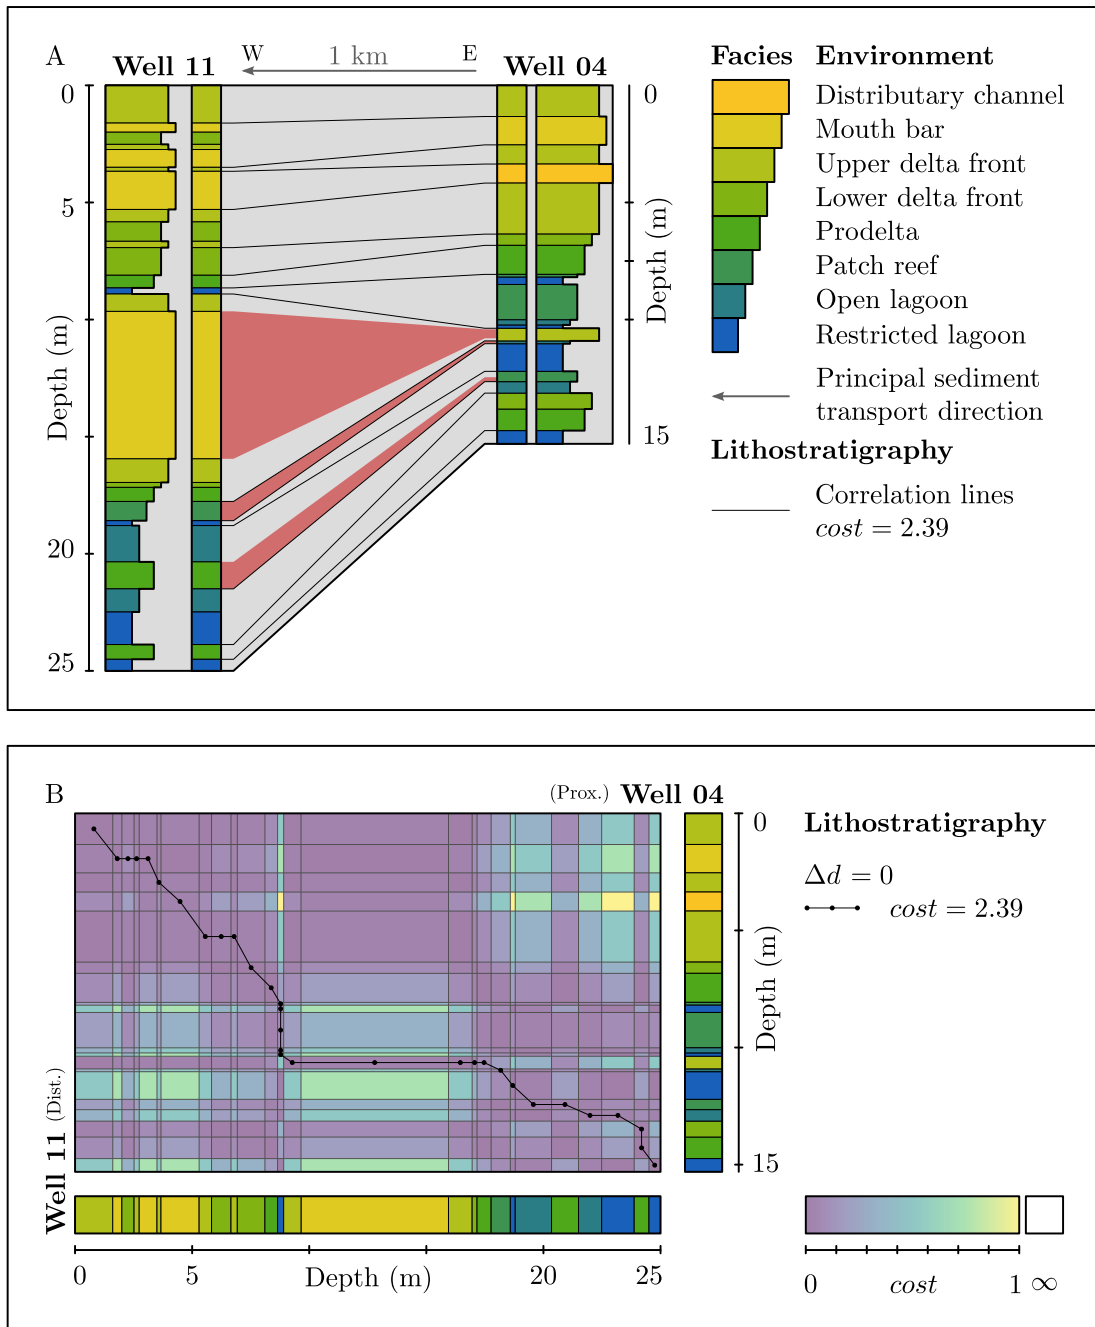 A
W
1 km
E
Well 11
Well 04
0
5
Depth (m)
20
25
0
Depth (m)
15
Facies Environment
Distributary channel
Mouth bar
Upper delta front
Lower delta front
Prodelta
Patch reef
Open lagoon
Restricted lagoon
Principal sediment
transport direction
Lithostratigraphy
Correlation lines
cost = 2.39
B
(Prox.) Well 04
0
Depth (m)
15
Well 11 (Dist.)
0
5
Depth (m)
20
25
Lithostratigraphy
Δd = 0
cost = 2.39
0
cost
1
∞